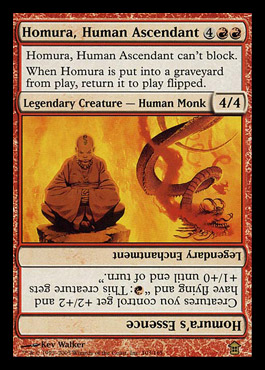 Homura, Human Ascendant 4
Homura, Human Ascendant can't block.
When Homura is put into a graveyard
from play, return it to play flipped.
Legendary Creature — Human Monk 4/4
Legendary Enchantment
Creatures you control get +2/+2 and
have flying and ": This creature gets
+1/+0 until end of turn."
Homura's Essence
Kev Walker